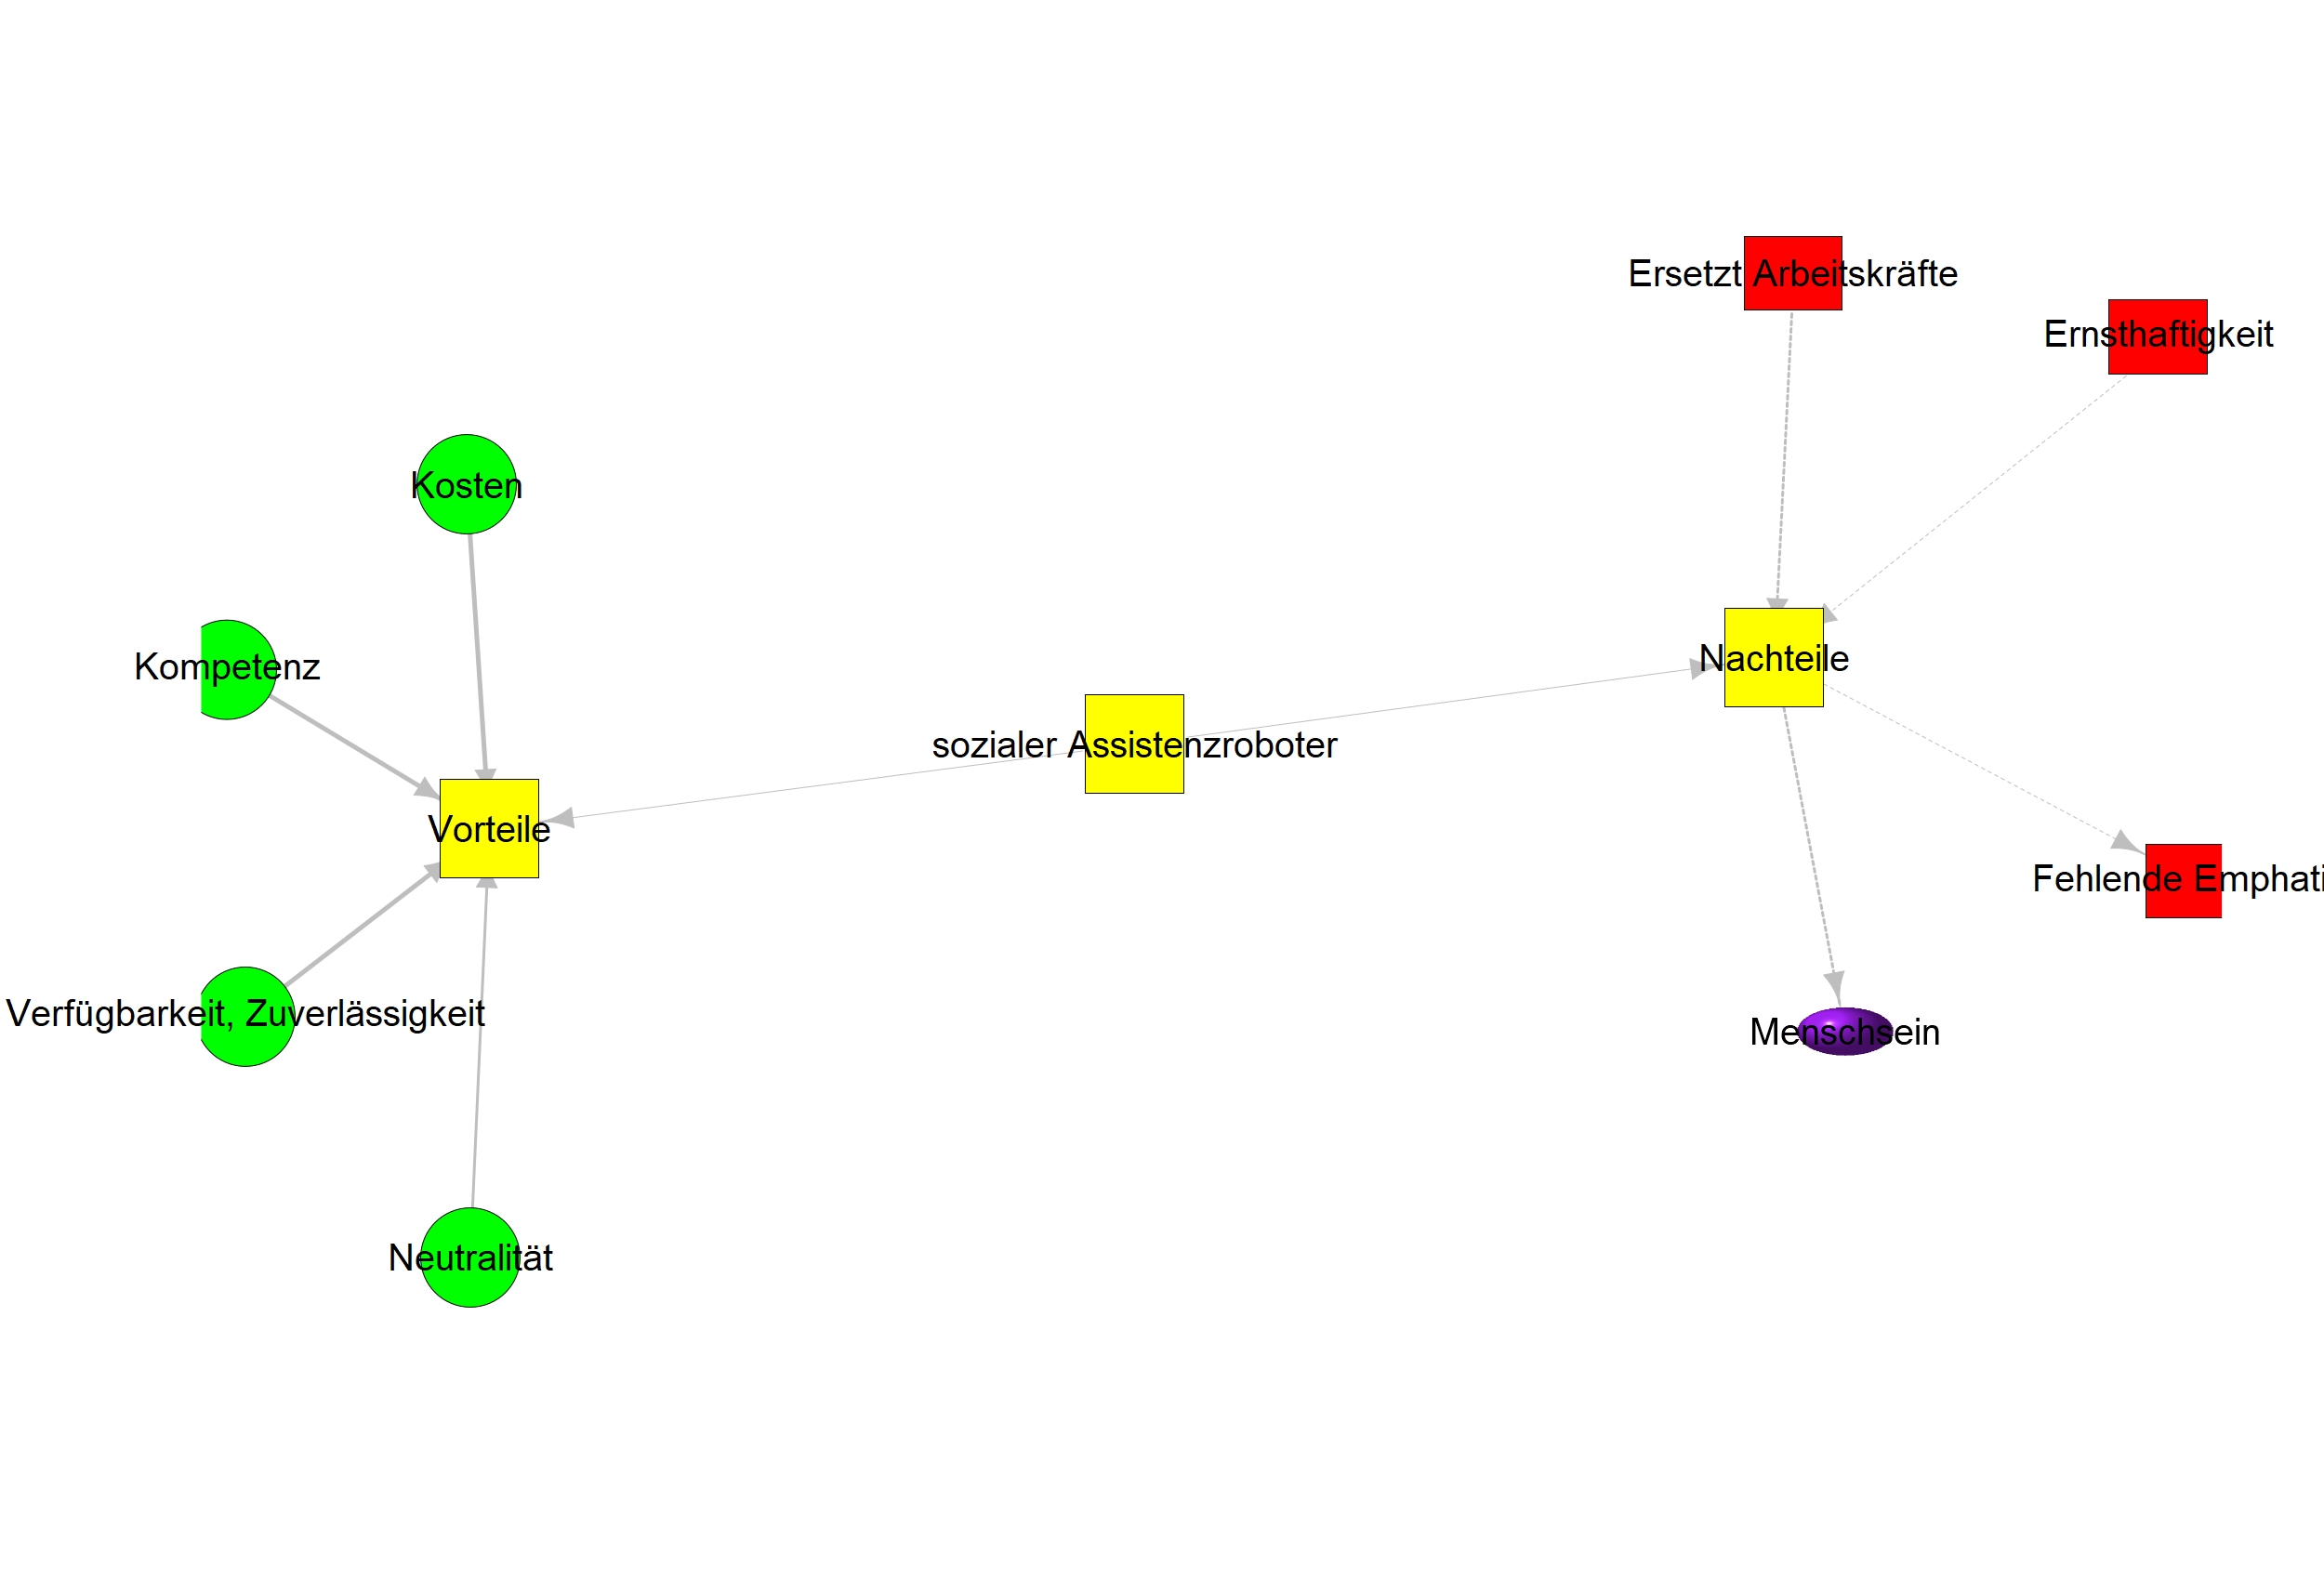 Ersetzt Arbeitskräfte
Ernsthaftigkeit
Kosten
Kompetenz
Nachteile
sozialer Assistenzroboter
Vorteile
Fehlende Emphati
Verfügbarkeit, Zuverlässigkeit
Menschsein
Neutralität